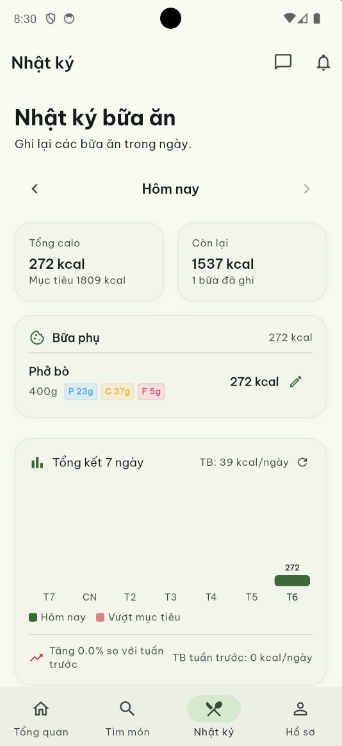 8:30
Nhật ký
Nhật ký bữa ăn
Ghi lại các bữa ăn trong ngày.
Hôm nay
Tổng calo
272 kcal
Mục tiêu 1809 kcal
Còn lại
1537 kcal
1 bữa đã ghi
Bữa phụ 272 kcal
Phở bò
400g P 23g C 37g F 5g
272 kcal
Tổng kết 7 ngày TB: 39 kcal/ngày
272
T7 CN T2 T3 T4 T5 T6
Hôm nay Vượt mục tiêu
Tăng 0.0% so với tuần
trước
TB tuần trước: 0 kcal/ngày
Tổng quan Tìm món Nhật ký Hồ sơ